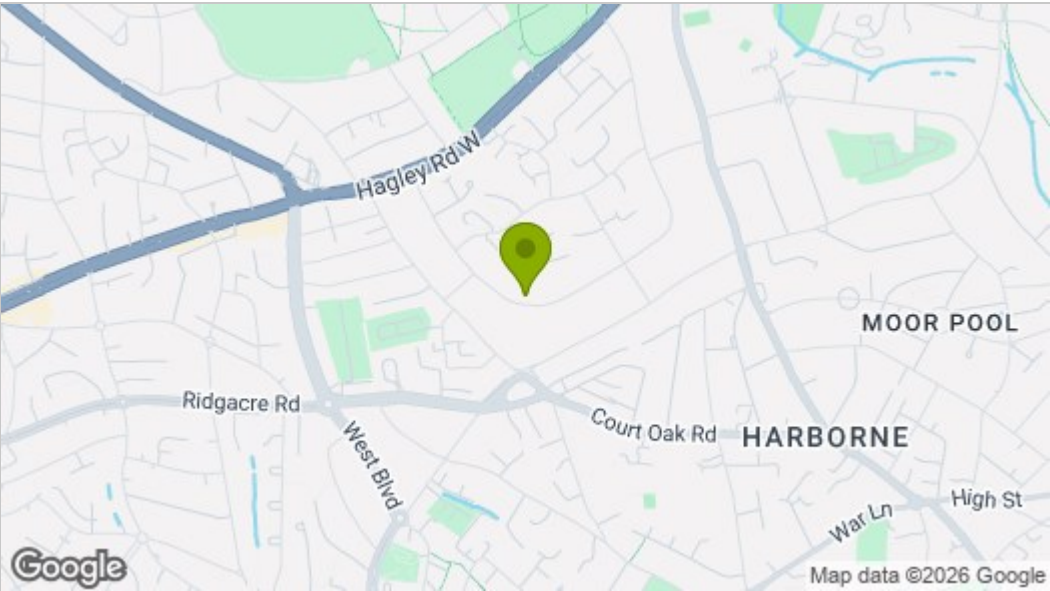 Hagley Rd W
MOOR POOL
Ridgacre Rd
Court Oak Rd
HARBORNE
West Blvd
High St
War Ln
Google
Map data ©2026 Google